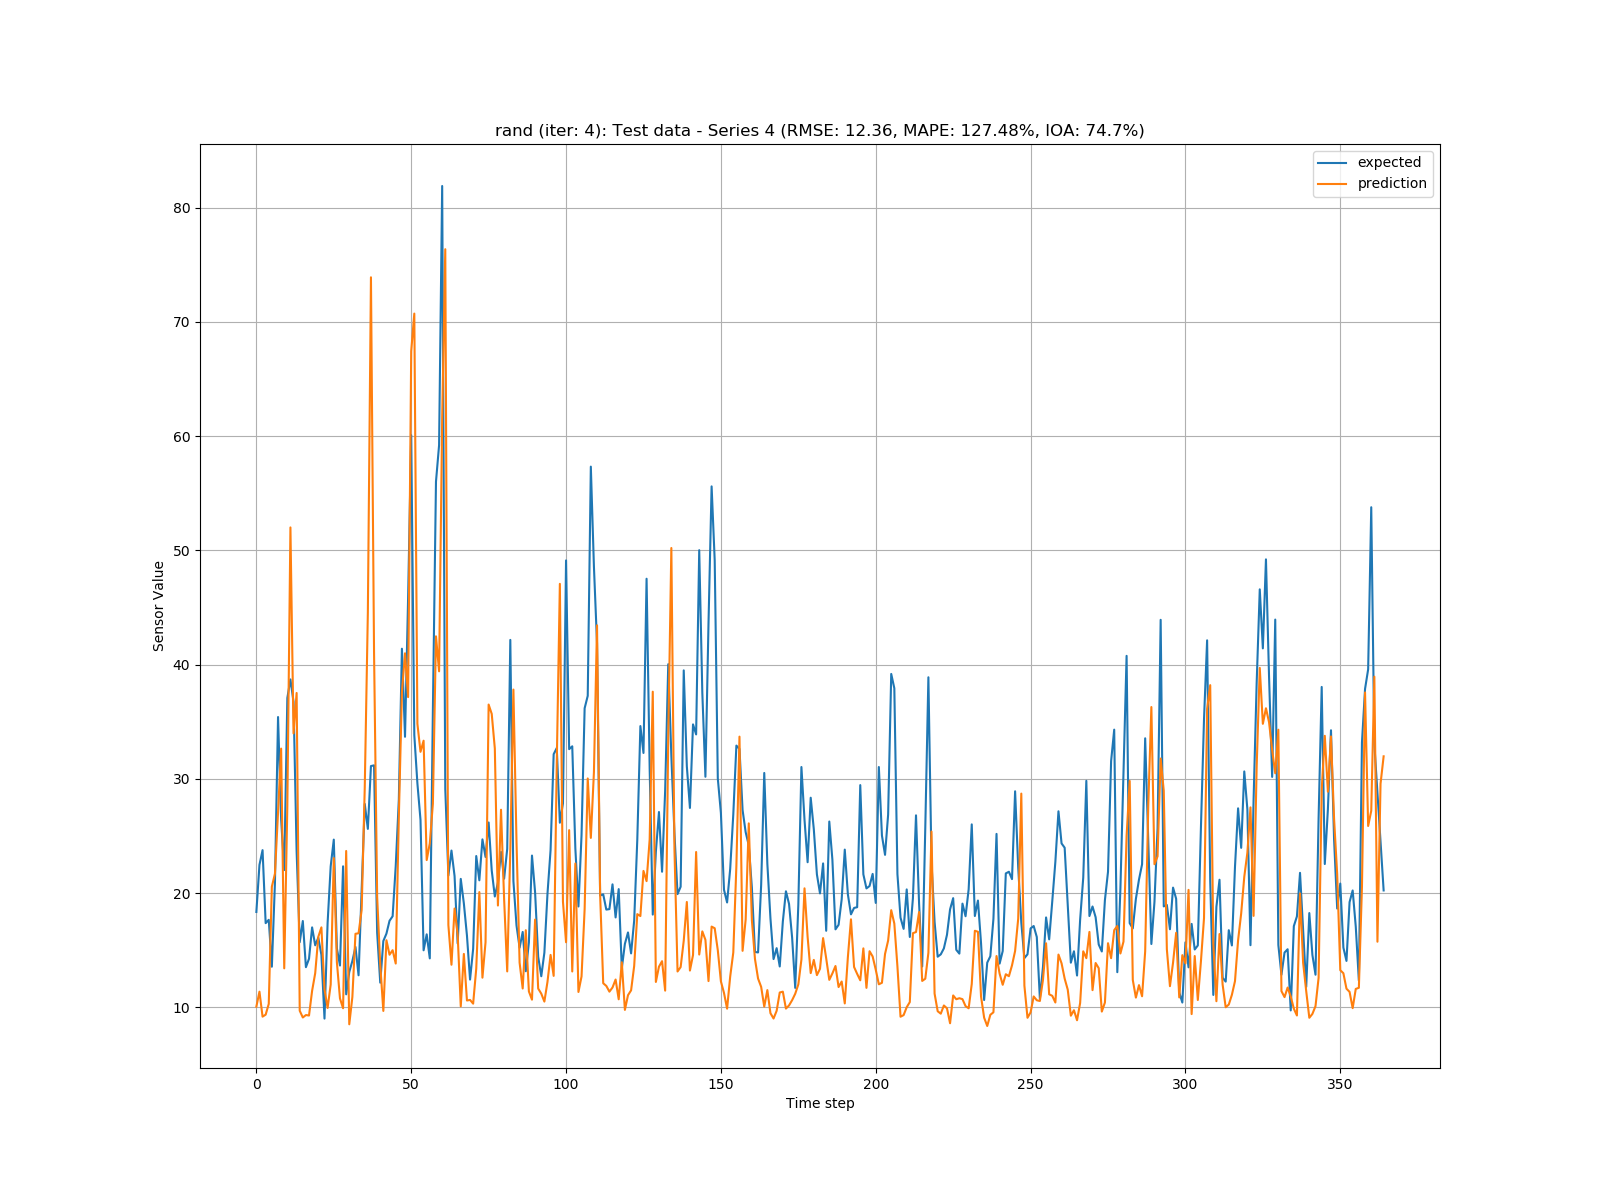 rand (iter: 4): Test data - Series 4 (RMSE: 12.36, MAPE: 127.48%, IOA: 74.7%)
expected
prediction
80
70
60
50
40
30
20
10
Sensor Value
0 50 100 150 200 250 300 350
Time step